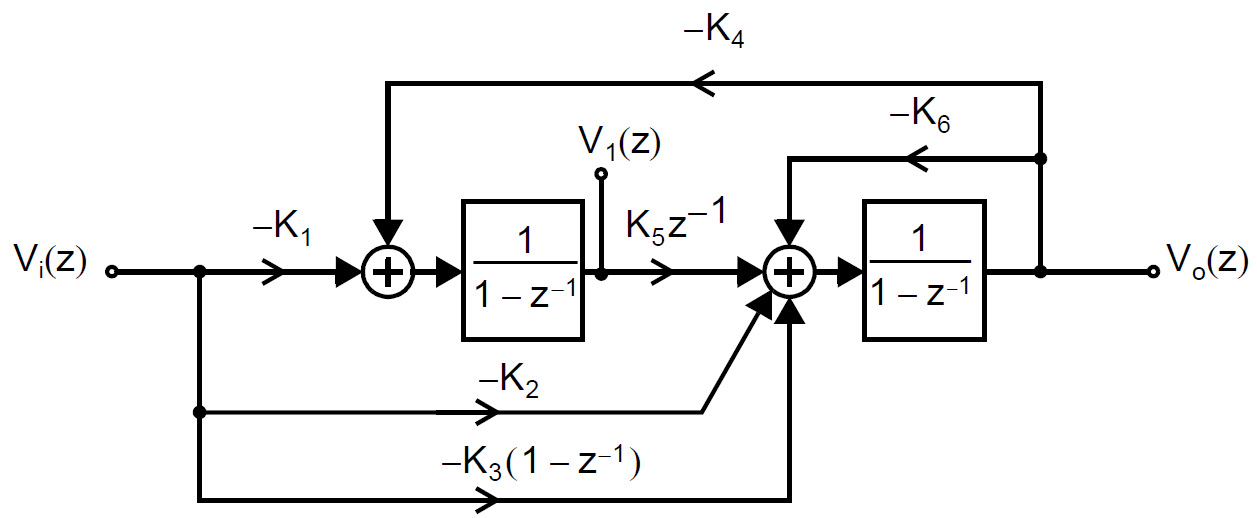 −K₄
−K₆
V₁(z)
−K₁
K₅z⁻¹
Vᵢ(z)
1
1 − z⁻¹
1
1 − z⁻¹
Vₒ(z)
−K₂
−K₃(1 − z⁻¹)